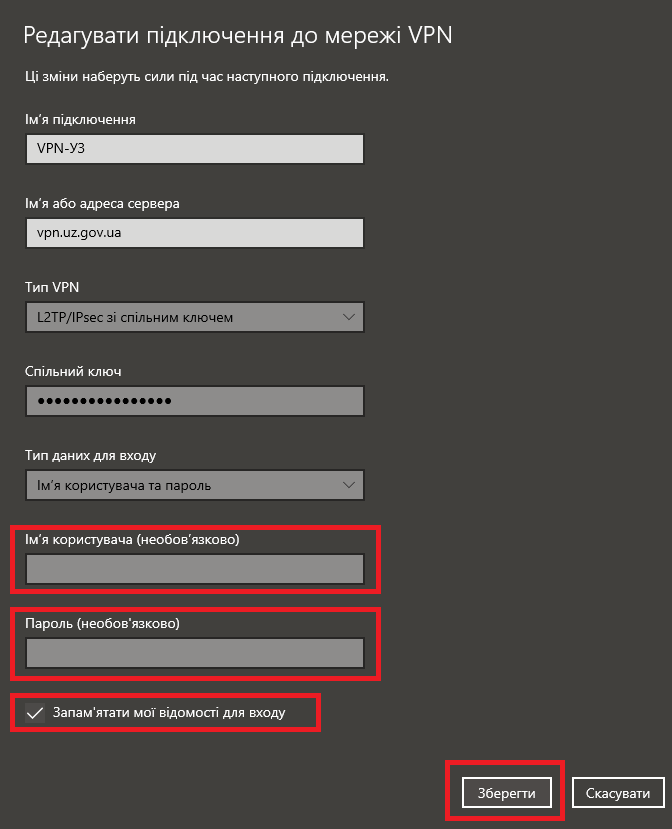 Редагувати підключення до мережі VPN
Ці зміни наберуть сили під час наступного підключення.
Ім'я підключення
VPN-УЗ
Ім'я або адреса сервера
vpn.uz.gov.ua
Тип VPN
L2TP/IPsec зі спільним ключем
Спільний ключ
••••••••••••••••
Тип даних для входу
Ім'я користувача та пароль
Ім'я користувача (необов'язково)
Пароль (необов'язково)
Запам'ятати мої відомості для входу
Зберегти
Скасувати